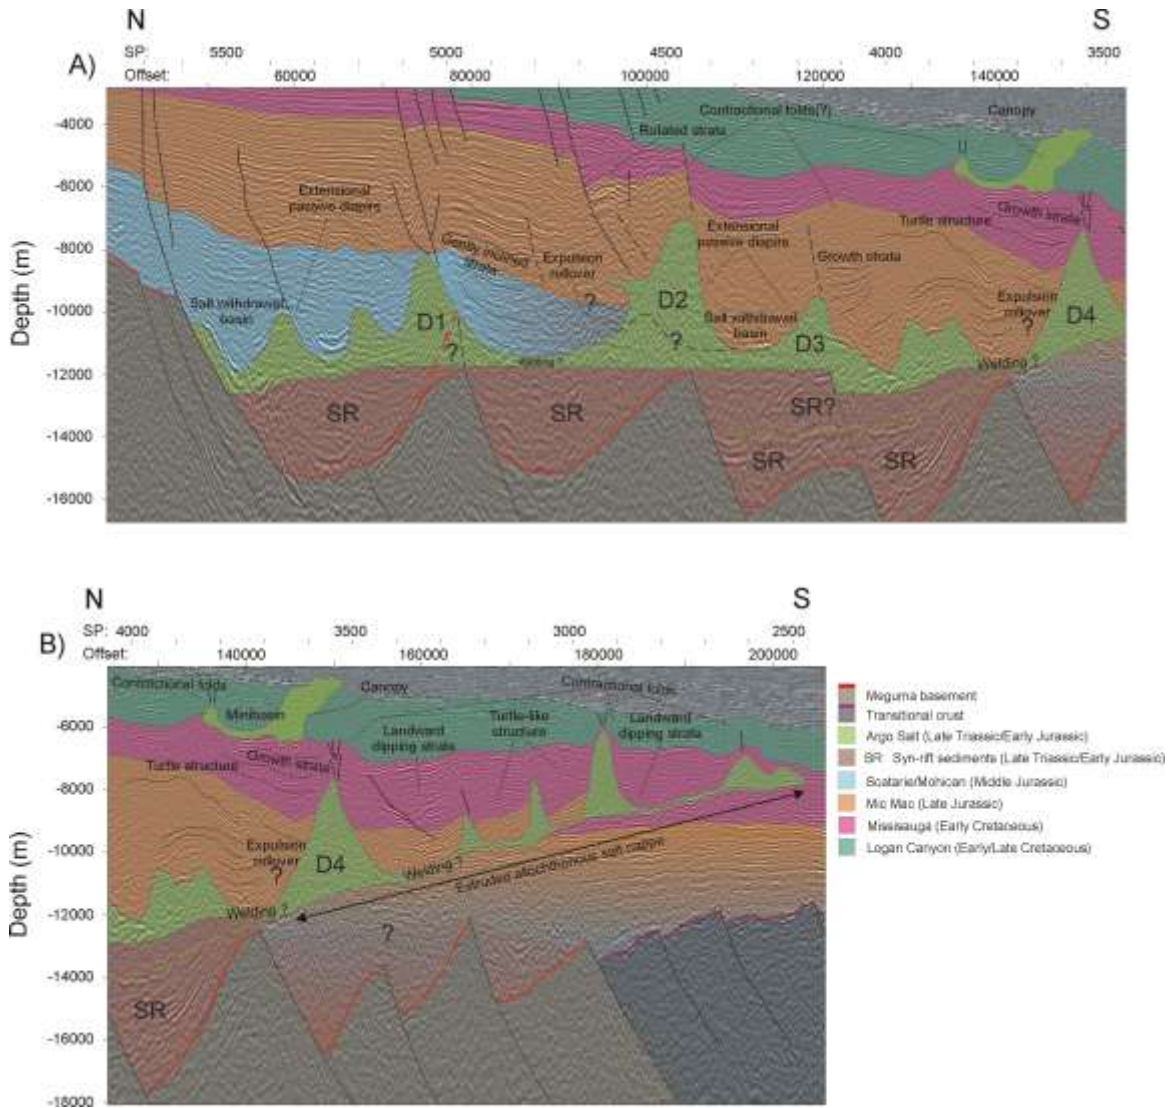 N S
SP: 5500 5000 4500 4000 3500
A) Offset: 60000 80000 100000 120000 140000
Contractional folds(?) Canopy
-4000
Rotated strata
-6000
Extensional
passive diapirs
Turtle structure Growth strata
Extensional
passive diapirs
-8000
Gently inclined
strata
Expulsion
rollover
Growth strata
Depth (m)
Salt withdrawal
basin
?
D2
Expulsion
rollover
?
-10000
D1
?
?
Salt withdrawal
basin
D3
D4
Welding ?
Welding ?
-12000
SR SR SR?
-14000
SR SR
-16000
N S
SP: 4000 3500 3000 2500
B) Offset: 140000 160000 180000 200000
Contractional folds Canopy Contractional folds
Minibasin
-6000
Landward
dipping strata
Turtle-like
structure
Landward
dipping strata
Turtle structure Growth strata
-8000
Expulsion
rollover
?
-10000
D4
Welding ?
Extruded allochthonous salt nappe
Depth (m)
Welding ?
-12000
?
-14000
SR
-16000
-18000
Meguma basement
Transitional crust
Argo Salt (Late Triassic/Early Jurassic)
SR Syn-rift sediments (Late Triassic/Early Jurassic)
Scatarie/Mohican (Middle Jurassic)
Mic Mac (Late Jurassic)
Missisauga (Early Cretaceous)
Logan Canyon (Early/Late Cretaceous)